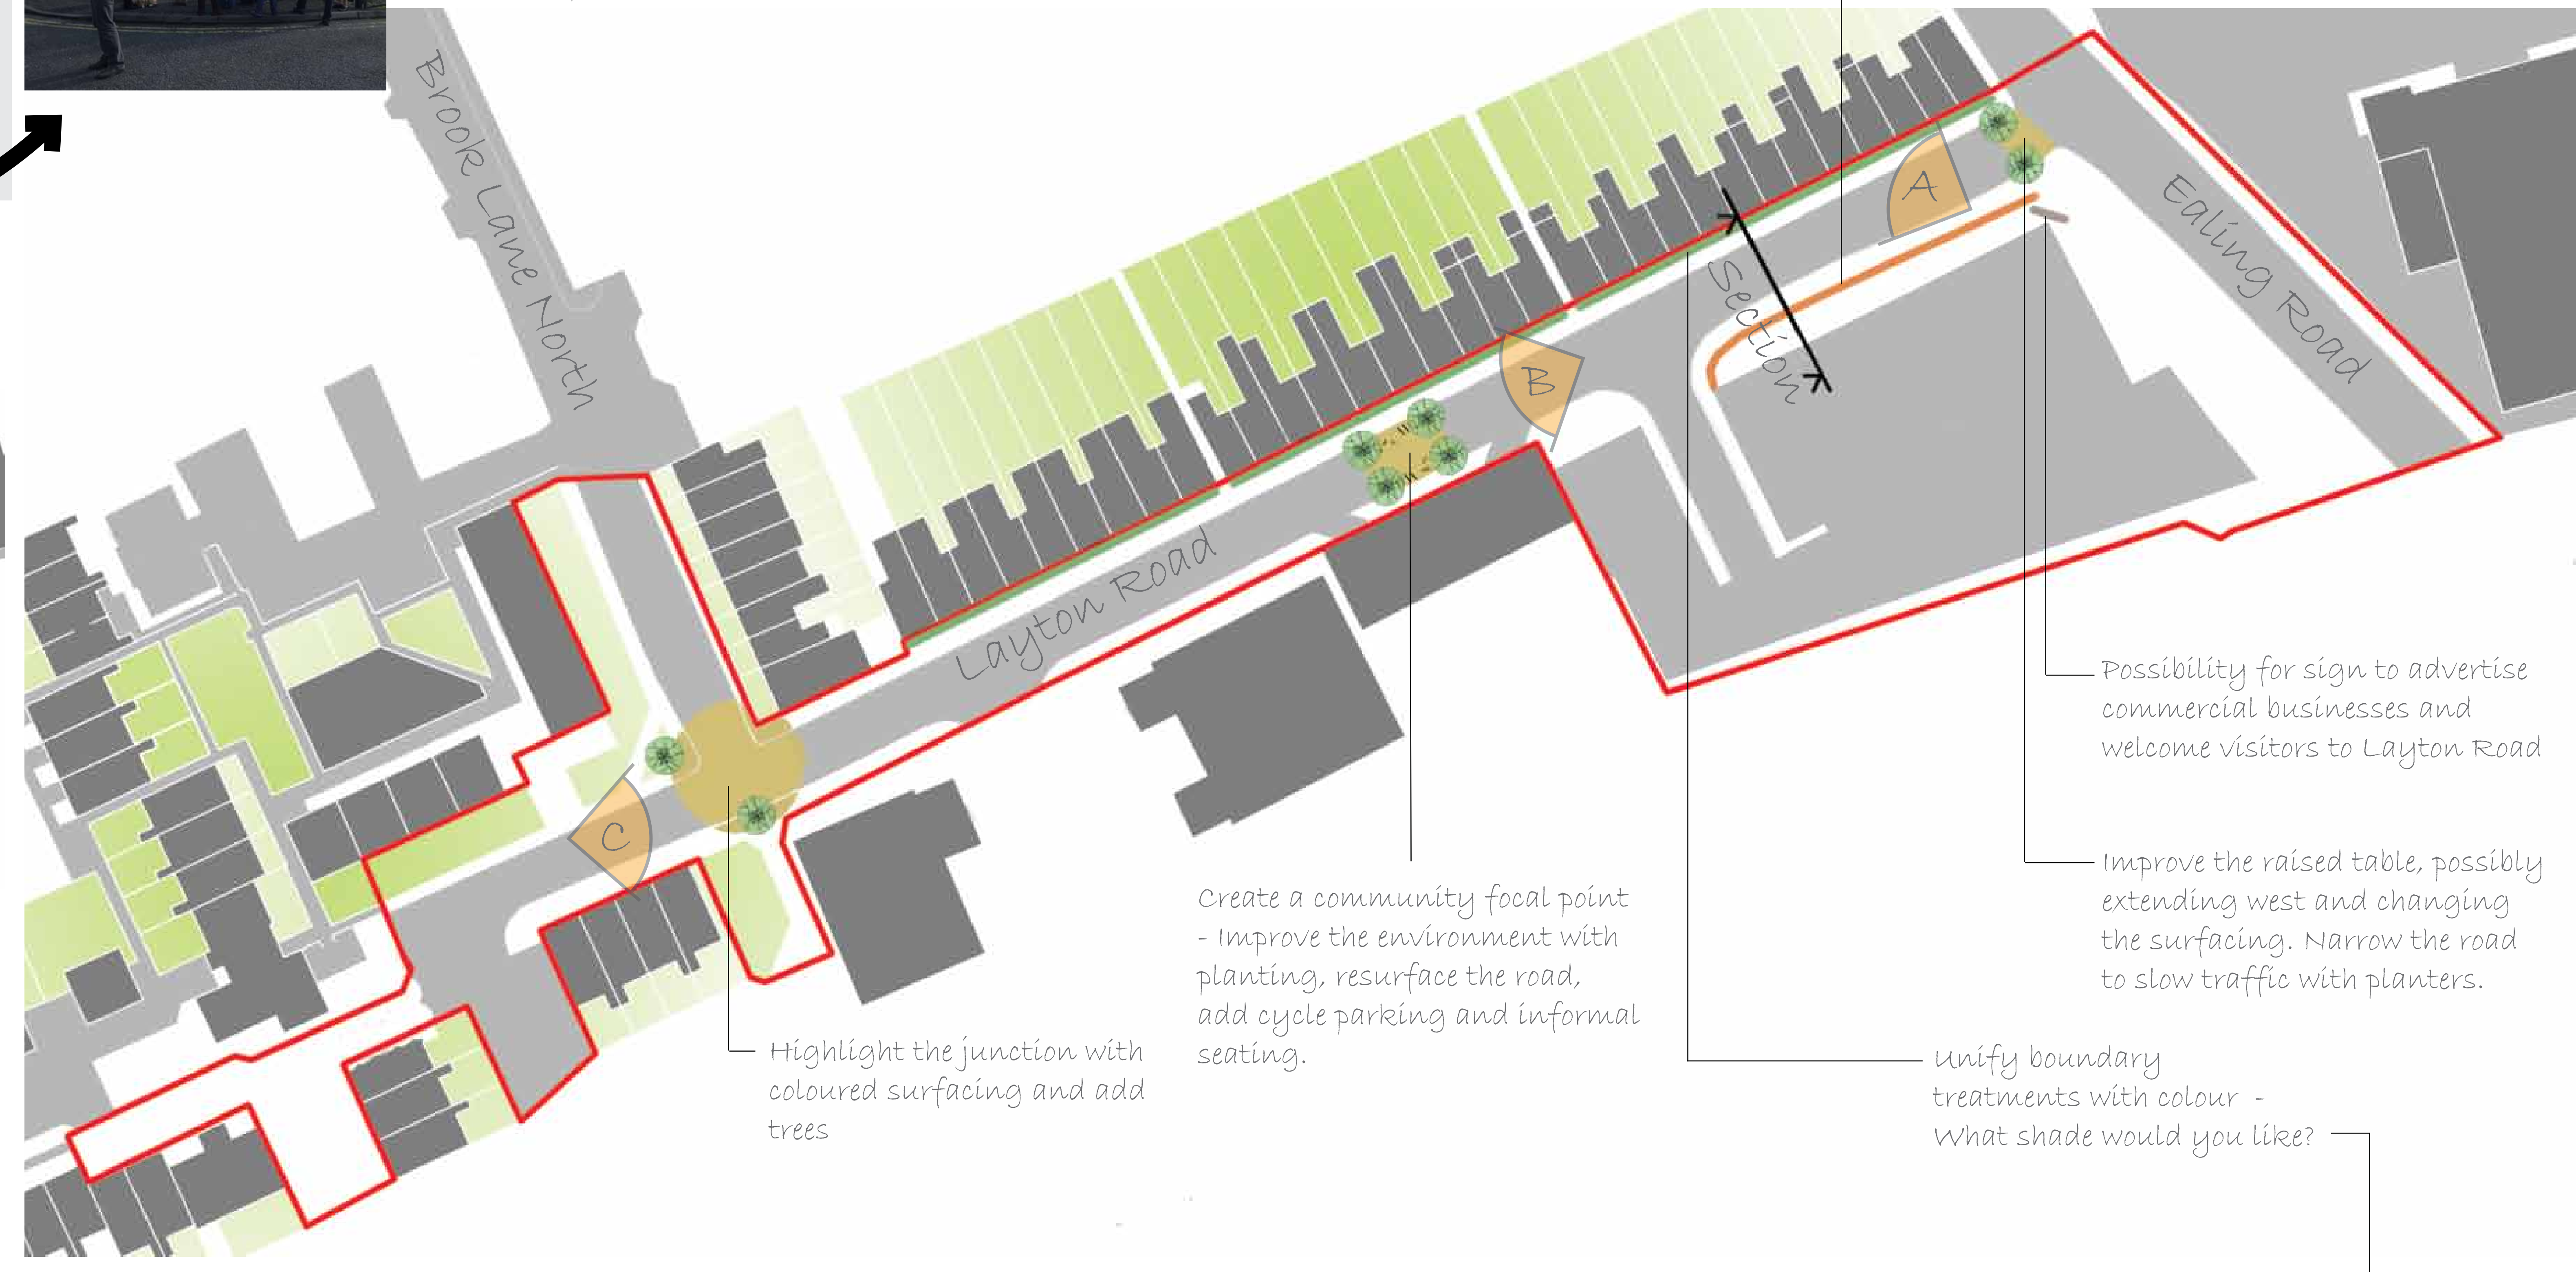 Brook Lane North
A
Ealing Road
Section
B
Layton Road
C
Possibility for sign to advertise
commercial businesses and
welcome visitors to Layton Road
Improve the raised table, possibly
extending west and changing
the surfacing. Narrow the road
to slow traffic with planters.
Create a community focal point
- Improve the environment with
planting, resurface the road,
add cycle parking and informal
seating.
Highlight the junction with
coloured surfacing and add
trees
Unify boundary
treatments with colour -
What shade would you like?